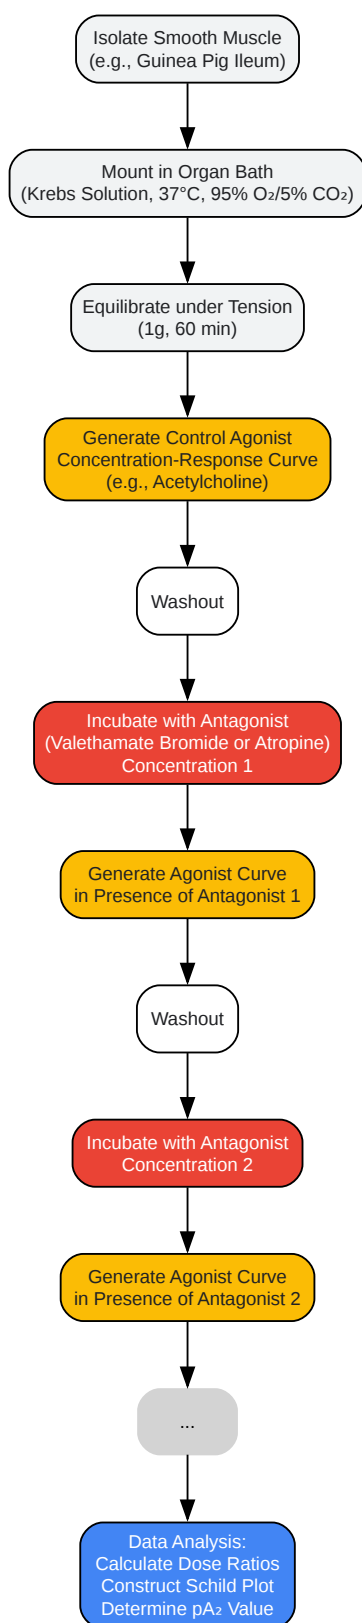 Isolate Smooth Muscle
(e.g., Guinea Pig Ileum)
Mount in Organ Bath
(Krebs Solution, 37°C, 95% O₂/5% CO₂)
Equilibrate under Tension
(1g, 60 min)
Generate Control Agonist
Concentration-Response Curve
(e.g., Acetylcholine)
Washout
Incubate with Antagonist
(Valethamate Bromide or Atropine)
Concentration 1
Generate Agonist Curve
in Presence of Antagonist 1
Washout
Incubate with Antagonist
Concentration 2
Generate Agonist Curve
in Presence of Antagonist 2
...
Data Analysis:
Calculate Dose Ratios
Construct Schild Plot
Determine pA₂ Value